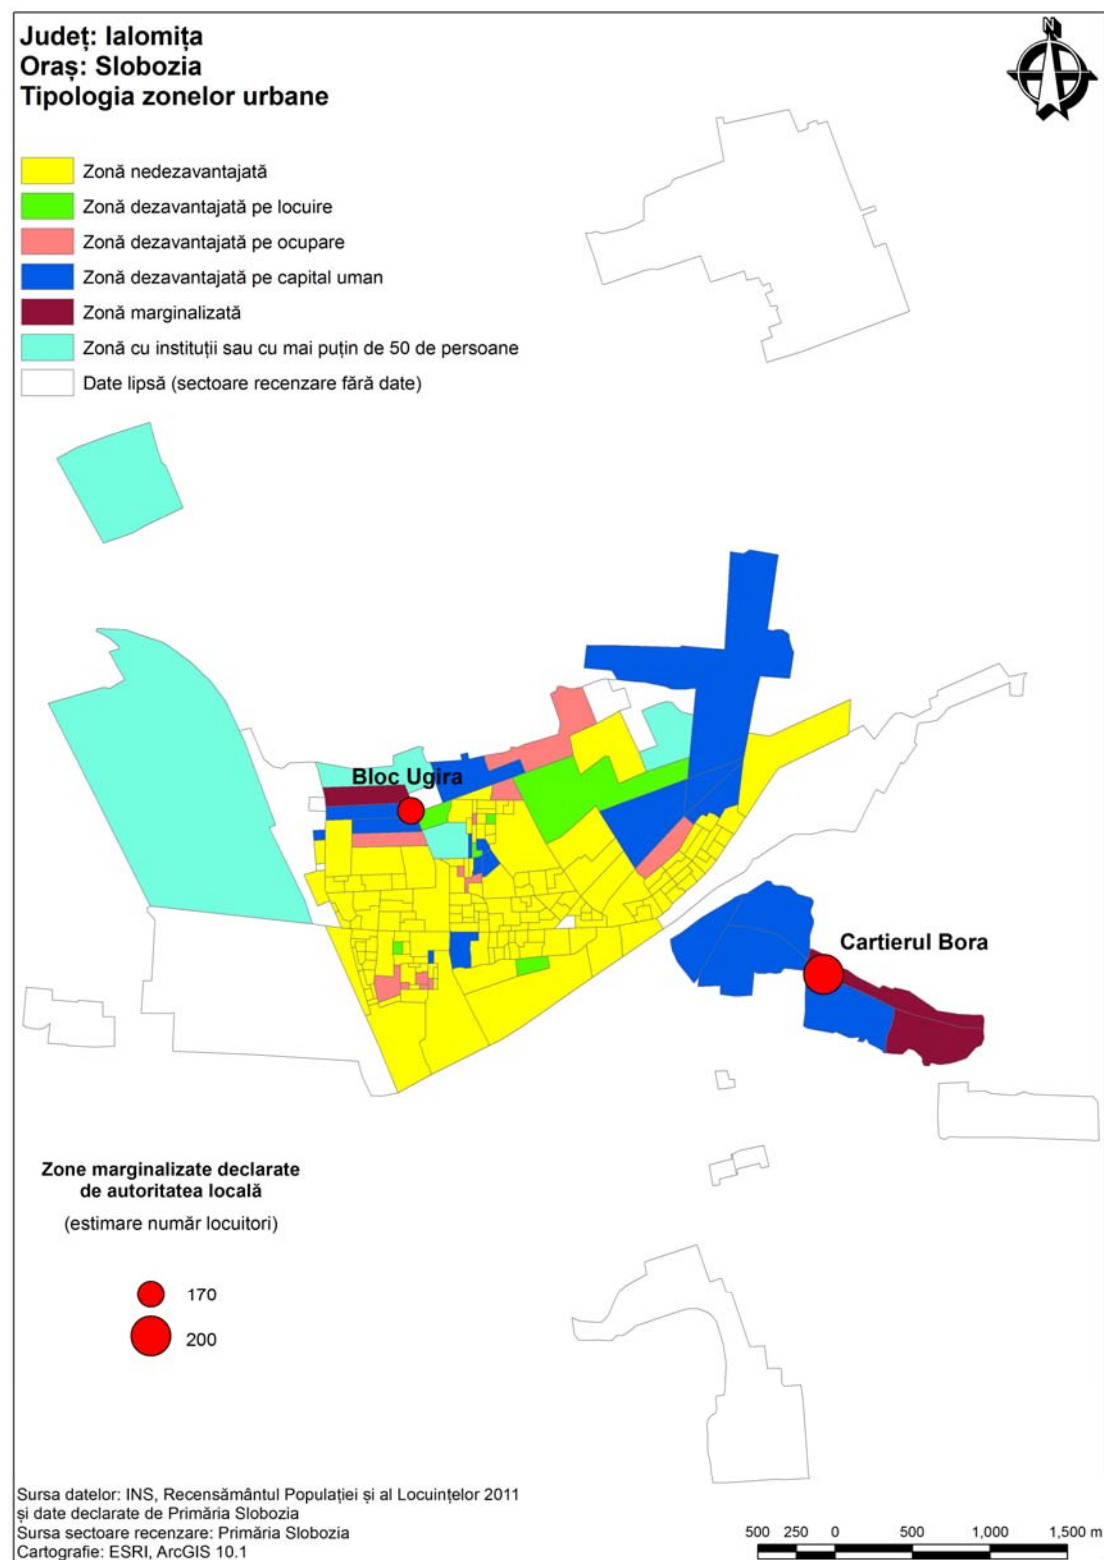 Județ: Ialomița
Oraș: Slobozia
Tipologia zonelor urbane
N
Zonă nedezavantajată
Zonă dezavantajată pe locuire
Zonă dezavantajată pe ocupare
Zonă dezavantajată pe capital uman
Zonă marginalizată
Zonă cu instituții sau cu mai puțin de 50 de persoane
Date lipsă (sectoare recenzare fără date)
Bloc Ugira
Cartierul Bora
Zone marginalizate declarate
de autoritatea locală
(estimare număr locuitori)
170
200
Sursa datelor: INS, Recensământul Populației și al Locuințelor 2011
și date declarate de Primăria Slobozia
Sursa sectoare recenzare: Primăria Slobozia
Cartografie: ESRI, ArcGIS 10.1
500 250 0 500 1,000 1,500 m